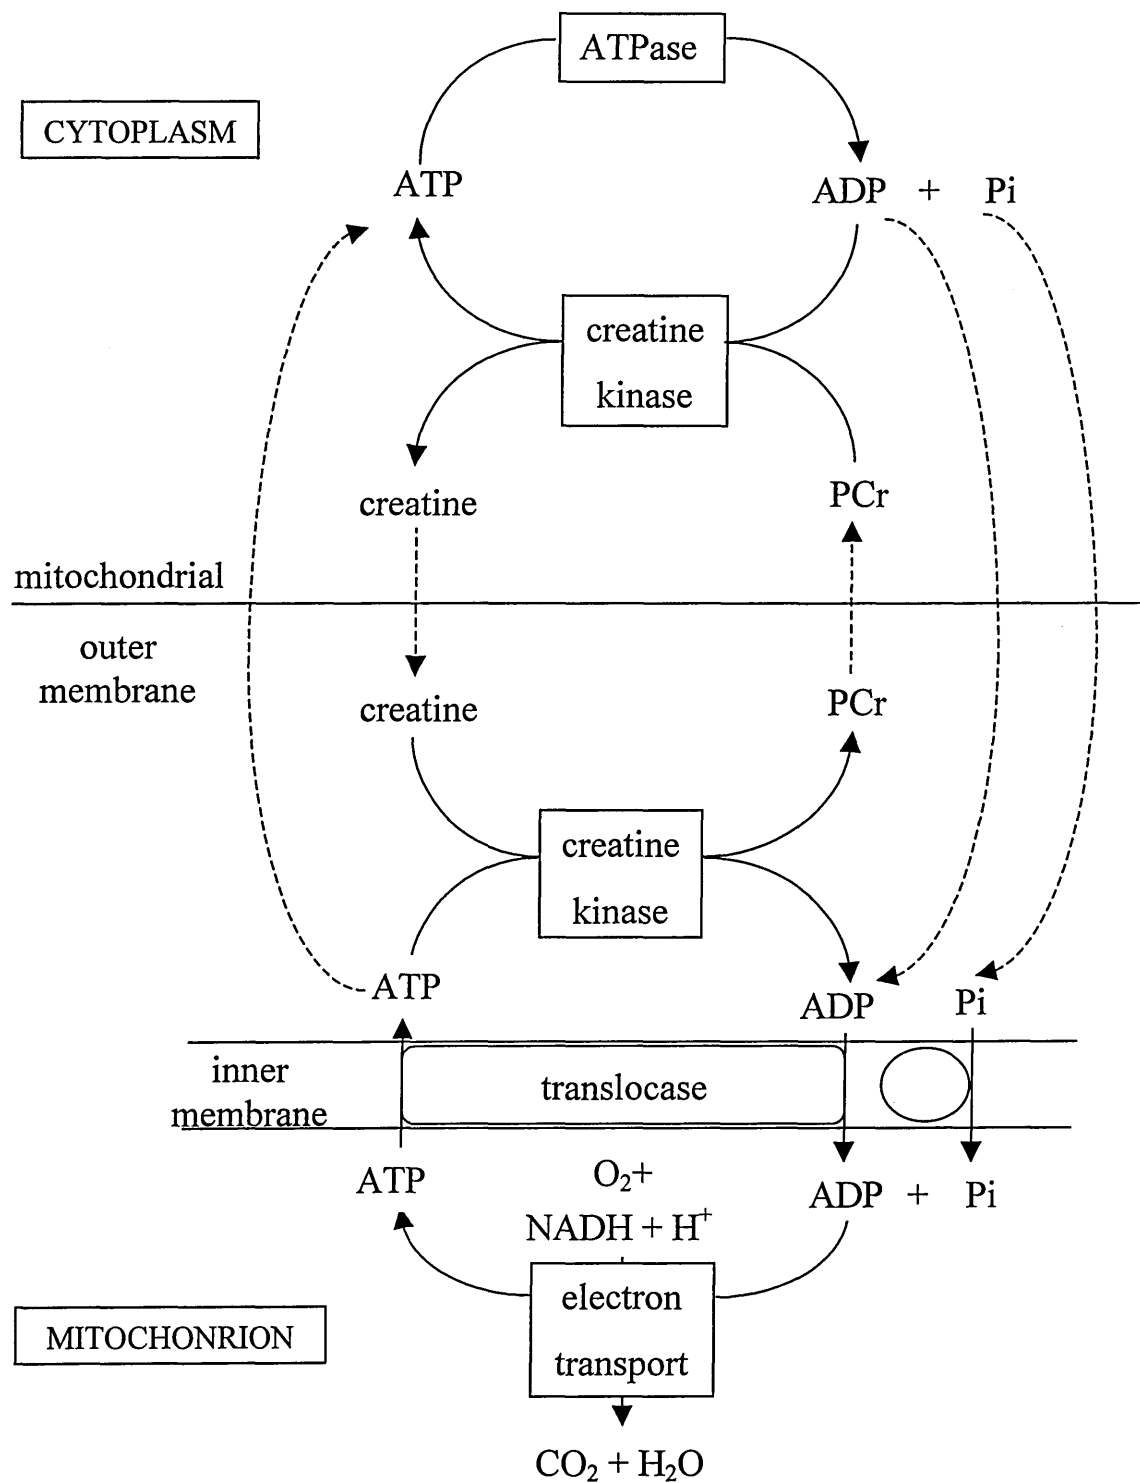 ATPase
CYTOPLASM
ATP
ADP + Pi
creatine
kinase
creatine
PCr
mitochondrial
outer
membrane
creatine
PCr
creatine
kinase
ATP
ADP
Pi
inner
membrane
translocase
ATP
O₂+
ADP + Pi
NADH + H⁺
electron
transport
MITOCHONRION
CO₂ + H₂O